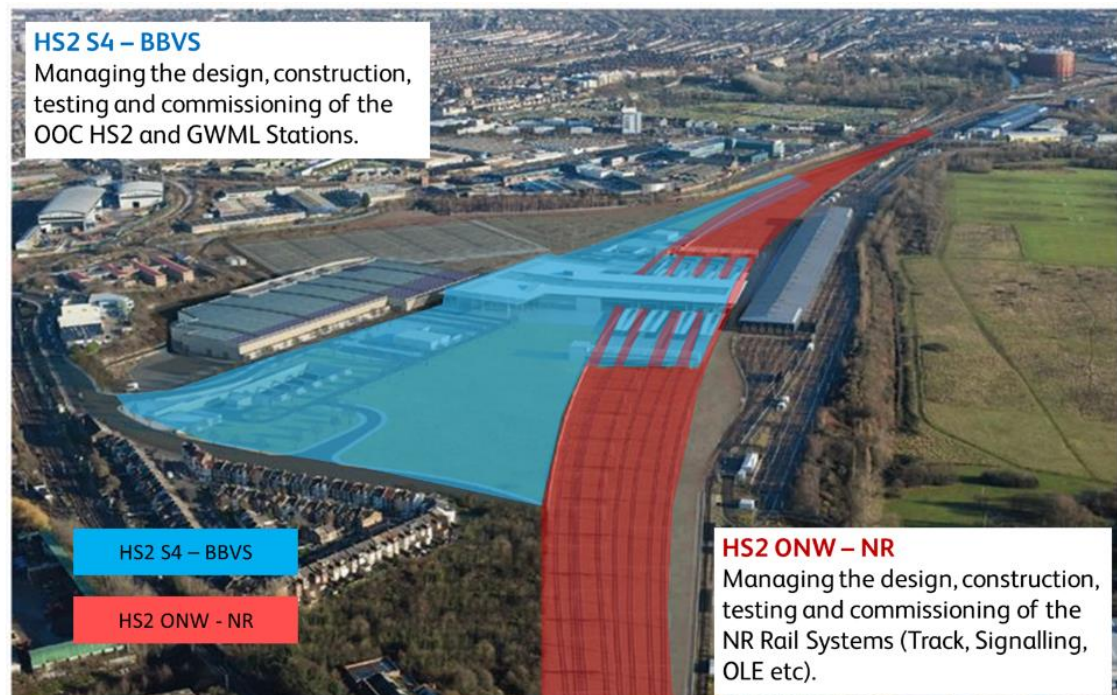 HS2 S4 – BBVS
Managing the design, construction,
testing and commissioning of the
OOC HS2 and GWML Stations.
HS2 S4 – BBVS
HS2 ONW - NR
HS2 ONW – NR
Managing the design, construction,
testing and commissioning of the
NR Rail Systems (Track, Signalling,
OLE etc).